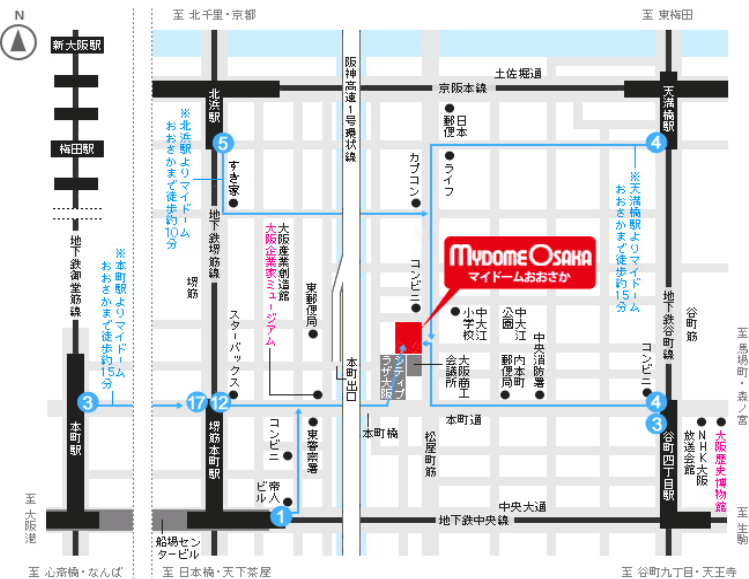 N
至 北千里・京都
至 東梅田
新大阪駅
梅田駅
北浜駅
阪神高速1号環状線
土佐堀通
京阪本線
天満橋駅
※北浜駅よりマイドーム
おおさかまで徒歩約10分
5
すき家
日本
郵便
ライフ
カプコン
4
※天満橋駅よりマイドーム
おおさかまで徒歩約15分
地下鉄御堂筋線
※本町駅よりマイドーム
おおさかまで徒歩約15分
地下鉄堺筋線
堺筋
大阪産業創造館
大阪企業家ミュージアム
東郵便局
スターバックス
コンビニ
MYDOME OSAKA
マイドームおおさか
中大江
小学校
中大江
公園
中央消防署
内本町
郵便局
大阪商工
会議所
シティプ
ラザ大阪
地下鉄谷町線
谷町筋
コンビニ
至 馬場町・森ノ宮
3
17
12
本町出口
本町通
本町橋
4
3
本町駅
堺筋本町駅
コンビニ
東警察署
松屋町筋
谷町四丁目駅
NHK大阪
放送会館
大阪歴史博物館
帝人
ビル
1
中央大通
地下鉄中央線
至 大阪港
至 生駒
船場セン
タービル
至 心斎橋・なんば
至 日本橋・天下茶屋
至 谷町九丁目・天王寺